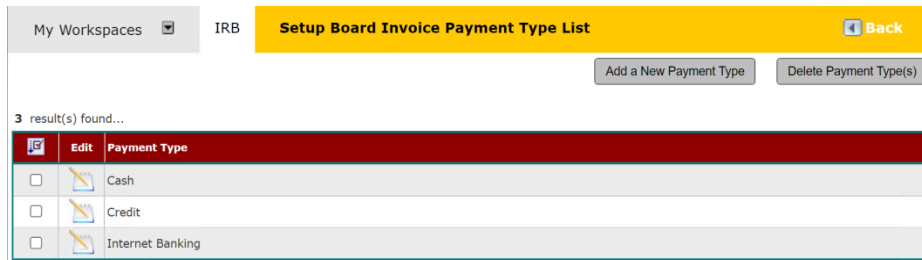 My Workspaces IRB Setup Board Invoice Payment Type List Back
Add a New Payment Type Delete Payment Type(s)
3 result(s) found...
Edit Payment Type
Cash
Credit
Internet Banking